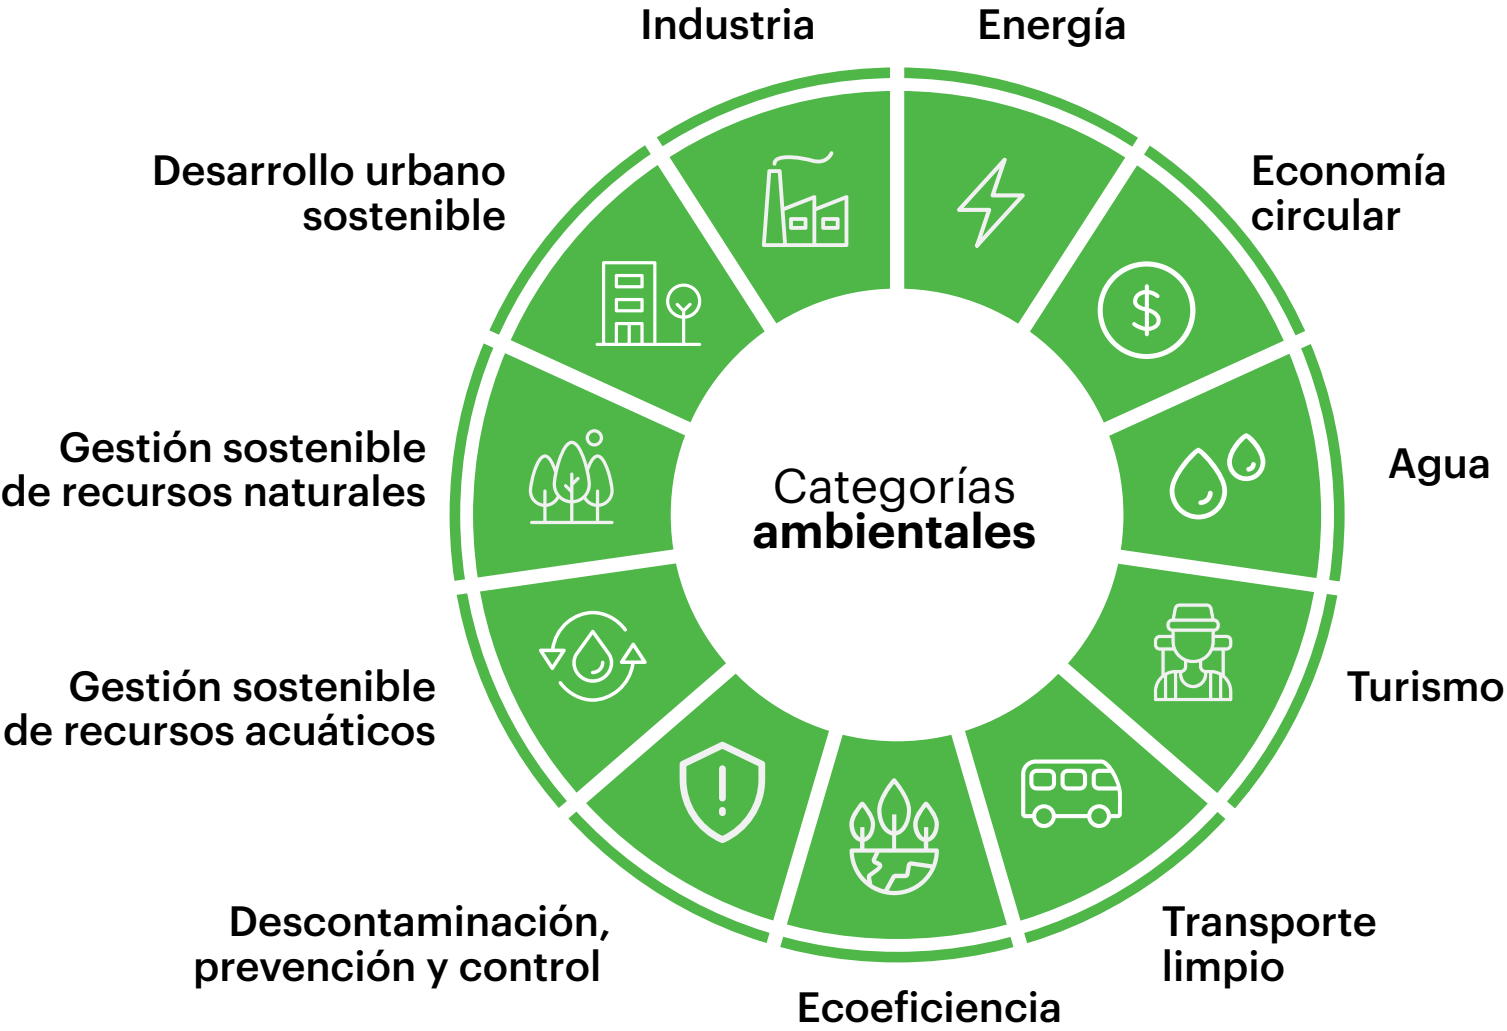 Industria
Energía
Desarrollo urbano
sostenible
Economía
circular
Gestión sostenible
de recursos naturales
Agua
Categorías
ambientales
Gestión sostenible
de recursos acuáticos
Turismo
Descontaminación,
prevención y control
Transporte
limpio
Ecoeficiencia
$
!